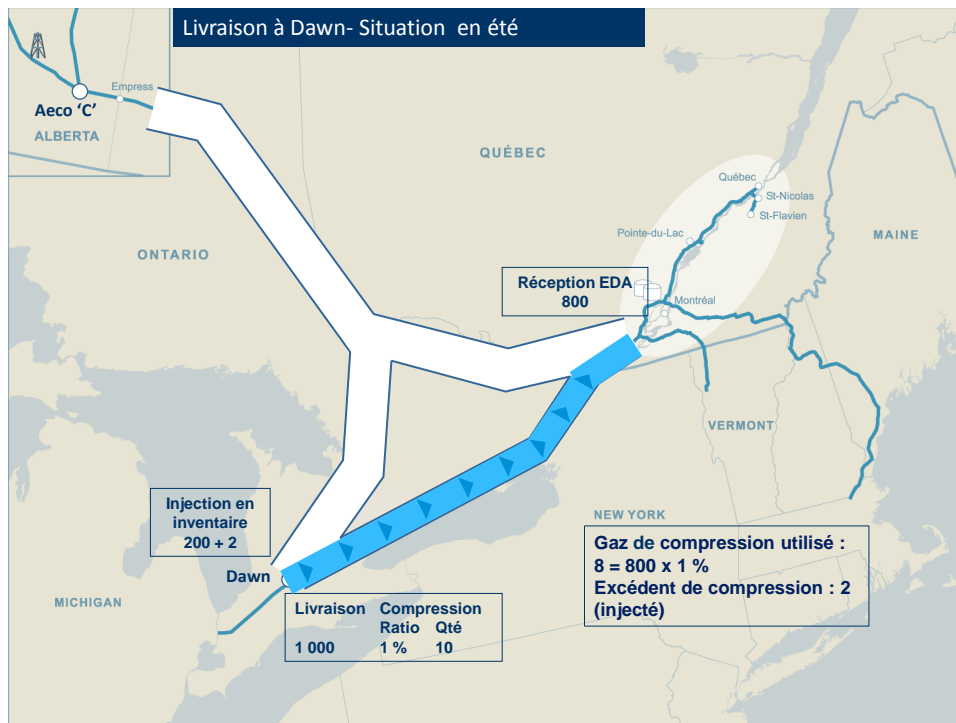 Livraison à Dawn- Situation  en été
Empress
Aeco ‘C’
ALBERTA
QUÉBEC
Québec
St-Nicolas
St-Flavien
Pointe-du-Lac
MAINE
ONTARIO
Réception EDA
800
Montréal
VERMONT
Injection en
inventaire
200 + 2
NEW YORK
Gaz de compression utilisé :
8 = 800 x 1 %
Excédent de compression : 2
(injecté)
Dawn
MICHIGAN
Livraison Compression
Ratio Qté
1 000 1 % 10